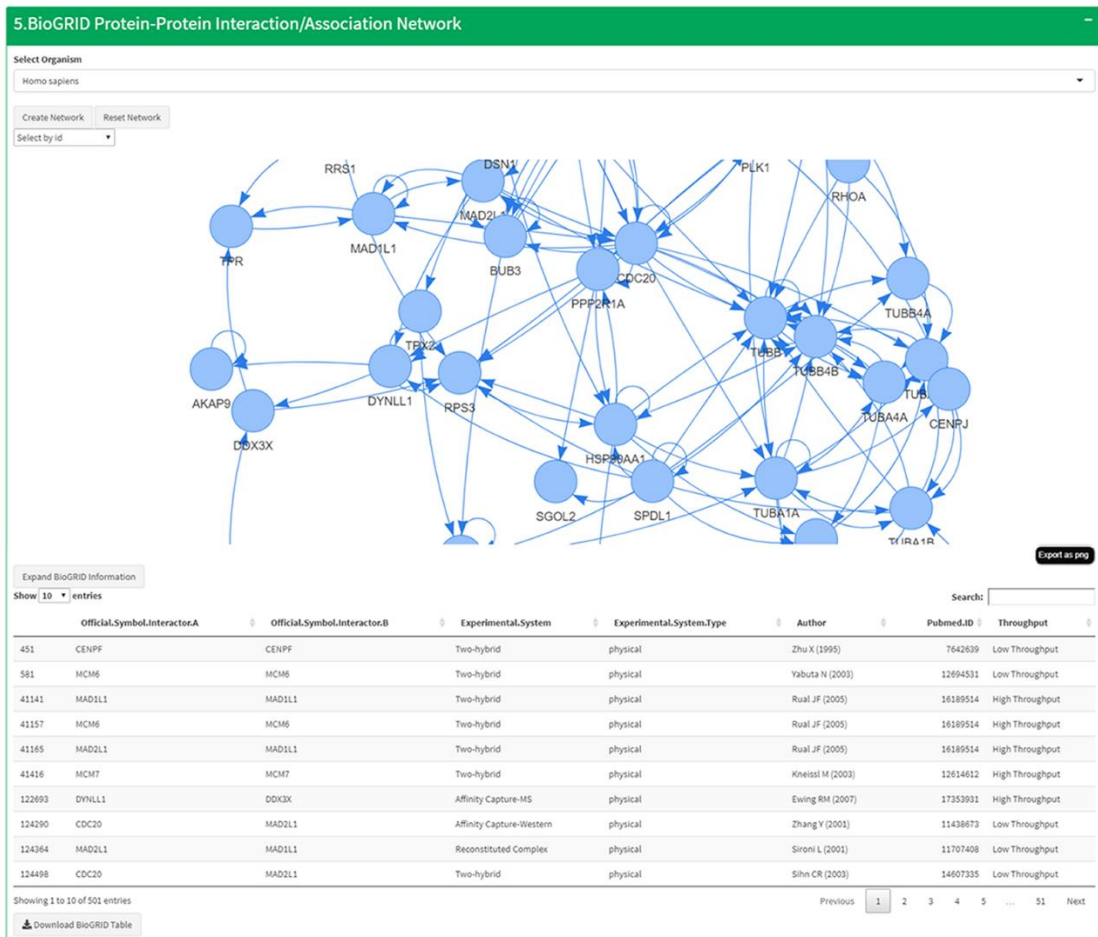 5.BioGRID Protein-Protein Interaction/Association Network
−
Select Organism
Homo sapiens
Create Network Reset Network
Select by id
RRS1 DSN1 PLK1
RHOA
MAD2L1
MAD1L1
TPR BUB3 CDC20
PPP2R1A
TUBB4A
TPX2 TUBB TUBB4B
TUBA4A
AKAP9 DYNLL1 RPS3 CENPJ
DDX3X
HSP90AA1
SGOL2 SPDL1 TUBA1A
TUBA1B
Export as png
Expand BioGRID Information
Show 10 entries Search:
Official.Symbol.Interactor.A Official.Symbol.Interactor.B Experimental.System Experimental.System.Type Author Pubmed.ID Throughput
451 CENPF CENPF Two-hybrid physical Zhu X (1995) 7642639 Low Throughput
581 MCM6 MCM6 Two-hybrid physical Yabuta N (2003) 12694531 Low Throughput
41141 MAD1L1 MAD1L1 Two-hybrid physical Rual JF (2005) 16189514 High Throughput
41157 MCM6 MCM6 Two-hybrid physical Rual JF (2005) 16189514 High Throughput
41165 MAD2L1 MAD1L1 Two-hybrid physical Rual JF (2005) 16189514 High Throughput
41416 MCM7 MCM7 Two-hybrid physical Kneissl M (2003) 12614612 High Throughput
122693 DYNLL1 DDX3X Affinity Capture-MS physical Ewing RM (2007) 17353931 High Throughput
124290 CDC20 MAD2L1 Affinity Capture-Western physical Zhang Y (2001) 11438673 Low Throughput
124364 MAD2L1 MAD1L1 Reconstituted Complex physical Sironi L (2001) 11707408 Low Throughput
124498 CDC20 MAD2L1 Two-hybrid physical Sihn CR (2003) 14607335 Low Throughput
Showing 1 to 10 of 501 entries Previous 1 2 3 4 5 ... 51 Next
Download BioGRID Table